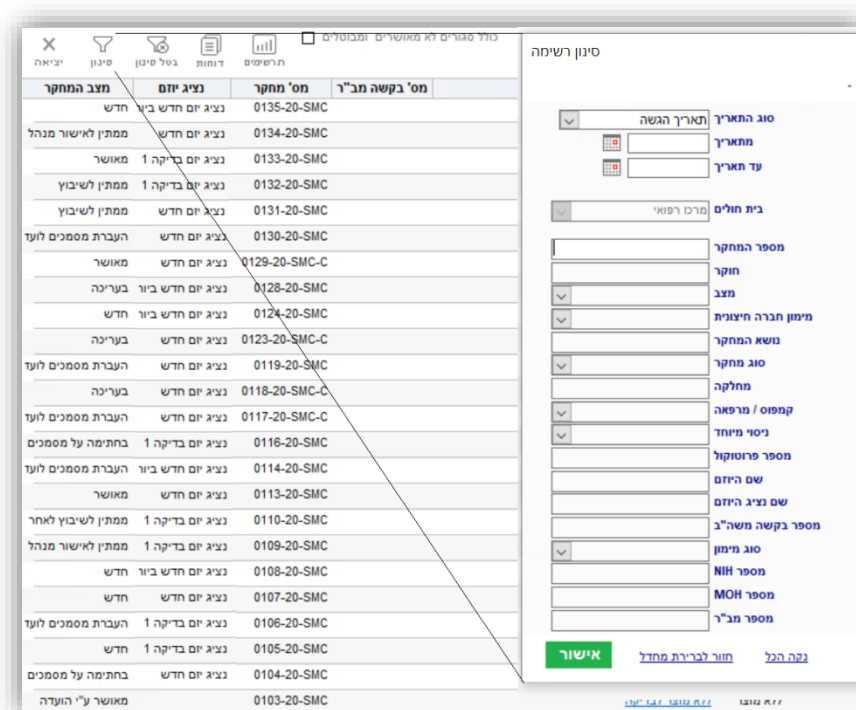 כולל סגורים לא מאושרים ומבוטלים
תרשימים
דוחות
בטל סינון
סינון
יציאה
מס' בקשה מב"ר מס' מחקר נציג יוזם מצב המחקר
0135-20-SMC נציג יזם חדש ביור חדש
0134-20-SMC נציג יזם חדש ממתין לאישור מנהל
0133-20-SMC נציג יזם בדיקה 1 מאושר
0132-20-SMC נציג יזם בדיקה 1 ממתין לשיבוץ
0131-20-SMC נציג יזם חדש ממתין לשיבוץ
0130-20-SMC נציג יזם חדש העברת מסמכים לועד
0129-20-SMC-C נציג יזם חדש מאושר
0128-20-SMC נציג יזם חדש ביור בעריכה
0124-20-SMC נציג יזם חדש ביור חדש
0123-20-SMC-C נציג יזם חדש בעריכה
0119-20-SMC נציג יזם חדש העברת מסמכים לועד
0118-20-SMC-C נציג יזם חדש בעריכה
0117-20-SMC-C נציג יזם חדש העברת מסמכים לועד
0116-20-SMC נציג יזם בדיקה 1 בחתימה על מסמכים
0114-20-SMC נציג יזם חדש ביור העברת מסמכים לועד
0113-20-SMC נציג יזם חדש מאושר
0110-20-SMC נציג יזם בדיקה 1 ממתין לשיבוץ לאחר
0109-20-SMC נציג יזם בדיקה 1 ממתין לאישור מנהל
0108-20-SMC נציג יזם חדש ביור חדש
0107-20-SMC נציג יזם חדש חדש
0106-20-SMC נציג יזם בדיקה 1 העברת מסמכים לועד
0105-20-SMC נציג יזם בדיקה 1 חדש
0104-20-SMC נציג יזם חדש בחתימה על מסמכים
0103-20-SMC מאושר ע"י הועדה
סינון רשימה
סוג התאריך תאריך הגשה
מתאריך
עד תאריך
בית חולים מרכז רפואי
מספר המחקר
חוקר
מצב
מימון חברה חיצונית
נושא המחקר
סוג מחקר
מחלקה
קמפוס / מרפאה
ניסוי מיוחד
מספר פרוטוקול
שם היוזם
שם נציג היוזם
מספר בקשה משה"ב
סוג מימון
מספר NIH
מספר MOH
מספר מב"ר
נקה הכל חזור לברירת מחדל אישור
ללא מוצר ללא מוצר לבדיקה